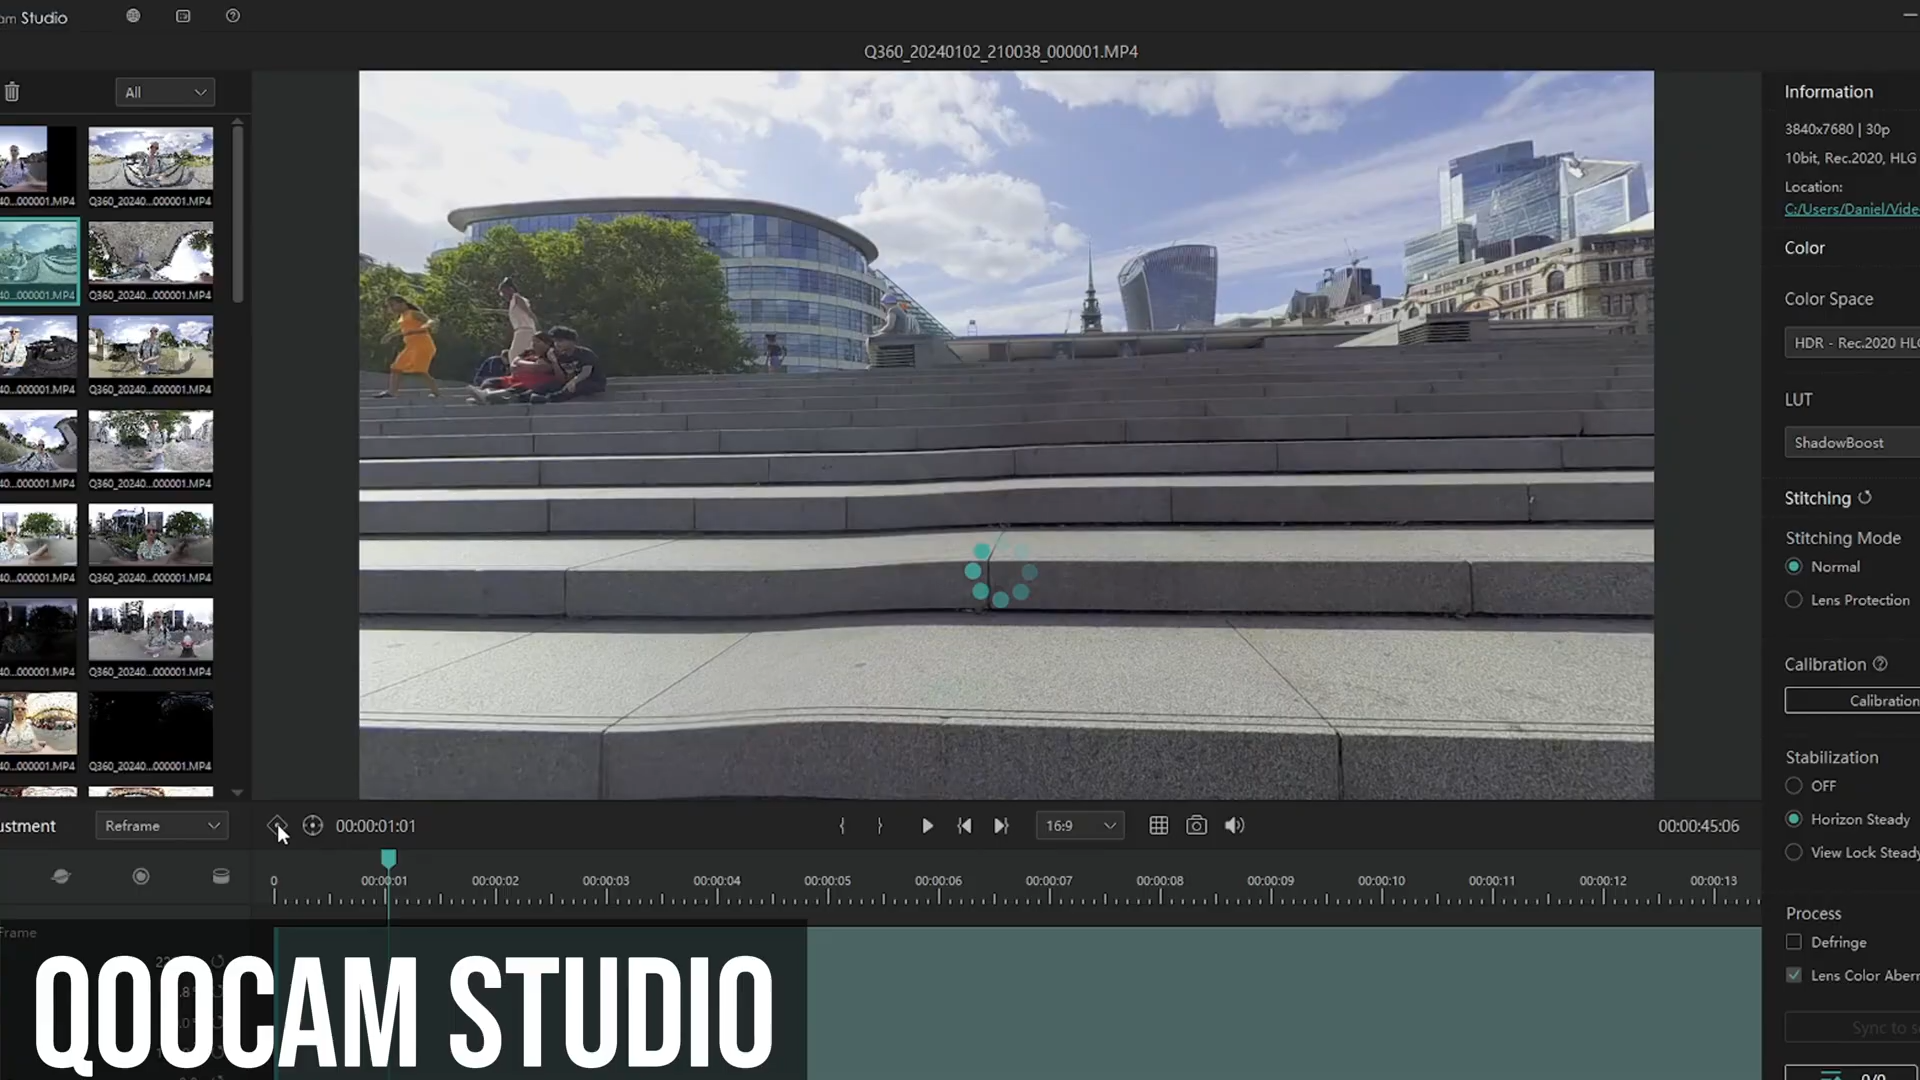 am Studio
Q360_20240102_210038_000001.MP4
All
40...000001.MP4 Q360_20240...000001.MP4
40...000001.MP4 Q360_20240...000001.MP4
40...000001.MP4 Q360_20240...000001.MP4
40...000001.MP4 Q360_20240...000001.MP4
40...000001.MP4 Q360_20240...000001.MP4
40...000001.MP4 Q360_20240...000001.MP4
40...000001.MP4 Q360_20240...000001.MP4
Information
3840x7680 | 30p
10bit, Rec.2020, HLG
Location:
C:/Users/Daniel/Vide
Color
Color Space
HDR - Rec.2020 HLG
LUT
ShadowBoost
Stitching
Stitching Mode
Normal
Lens Protection
Calibration
Calibration
Stabilization
OFF
Horizon Steady
View Lock Steady
Process
Defringe
Lens Color Aberr
Sync to s
0/0
ustment
Reframe
00:00:01:01
16:9
00:00:45:06
0 00:00:01 00:00:02 00:00:03 00:00:04 00:00:05 00:00:06 00:00:07 00:00:08 00:00:09 00:00:10 00:00:11 00:00:12 00:00:13
Frame
QOOCAM STUDIO